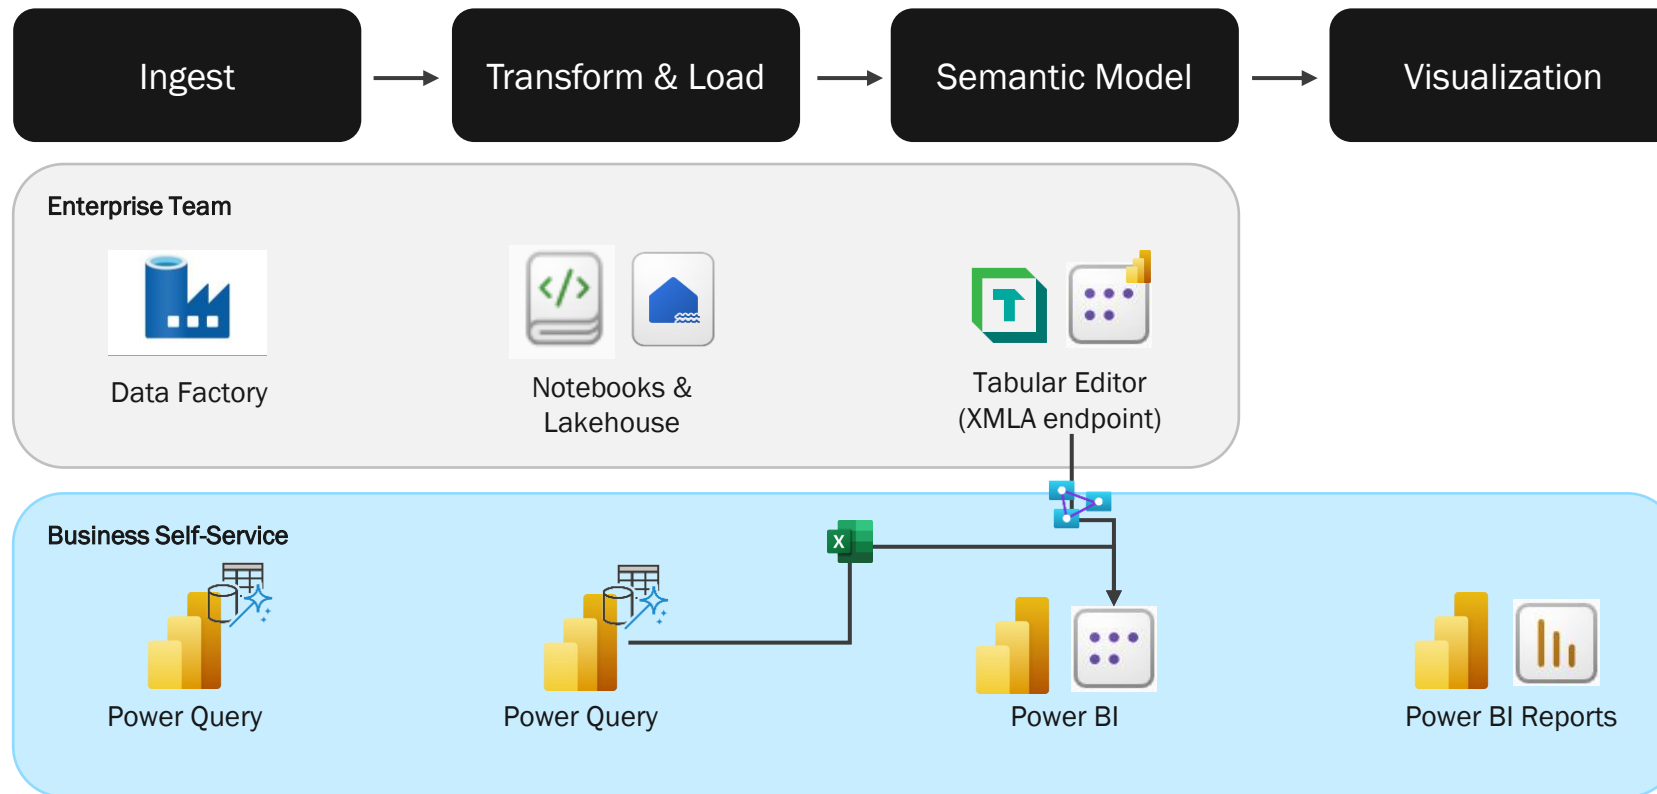 Ingest
Transform & Load
Semantic Model
Visualization
Enterprise Team
Data Factory
Notebooks &
Lakehouse
Tabular Editor
(XMLA endpoint)
Business Self-Service
X
Power Query
Power Query
Power BI
Power BI Reports